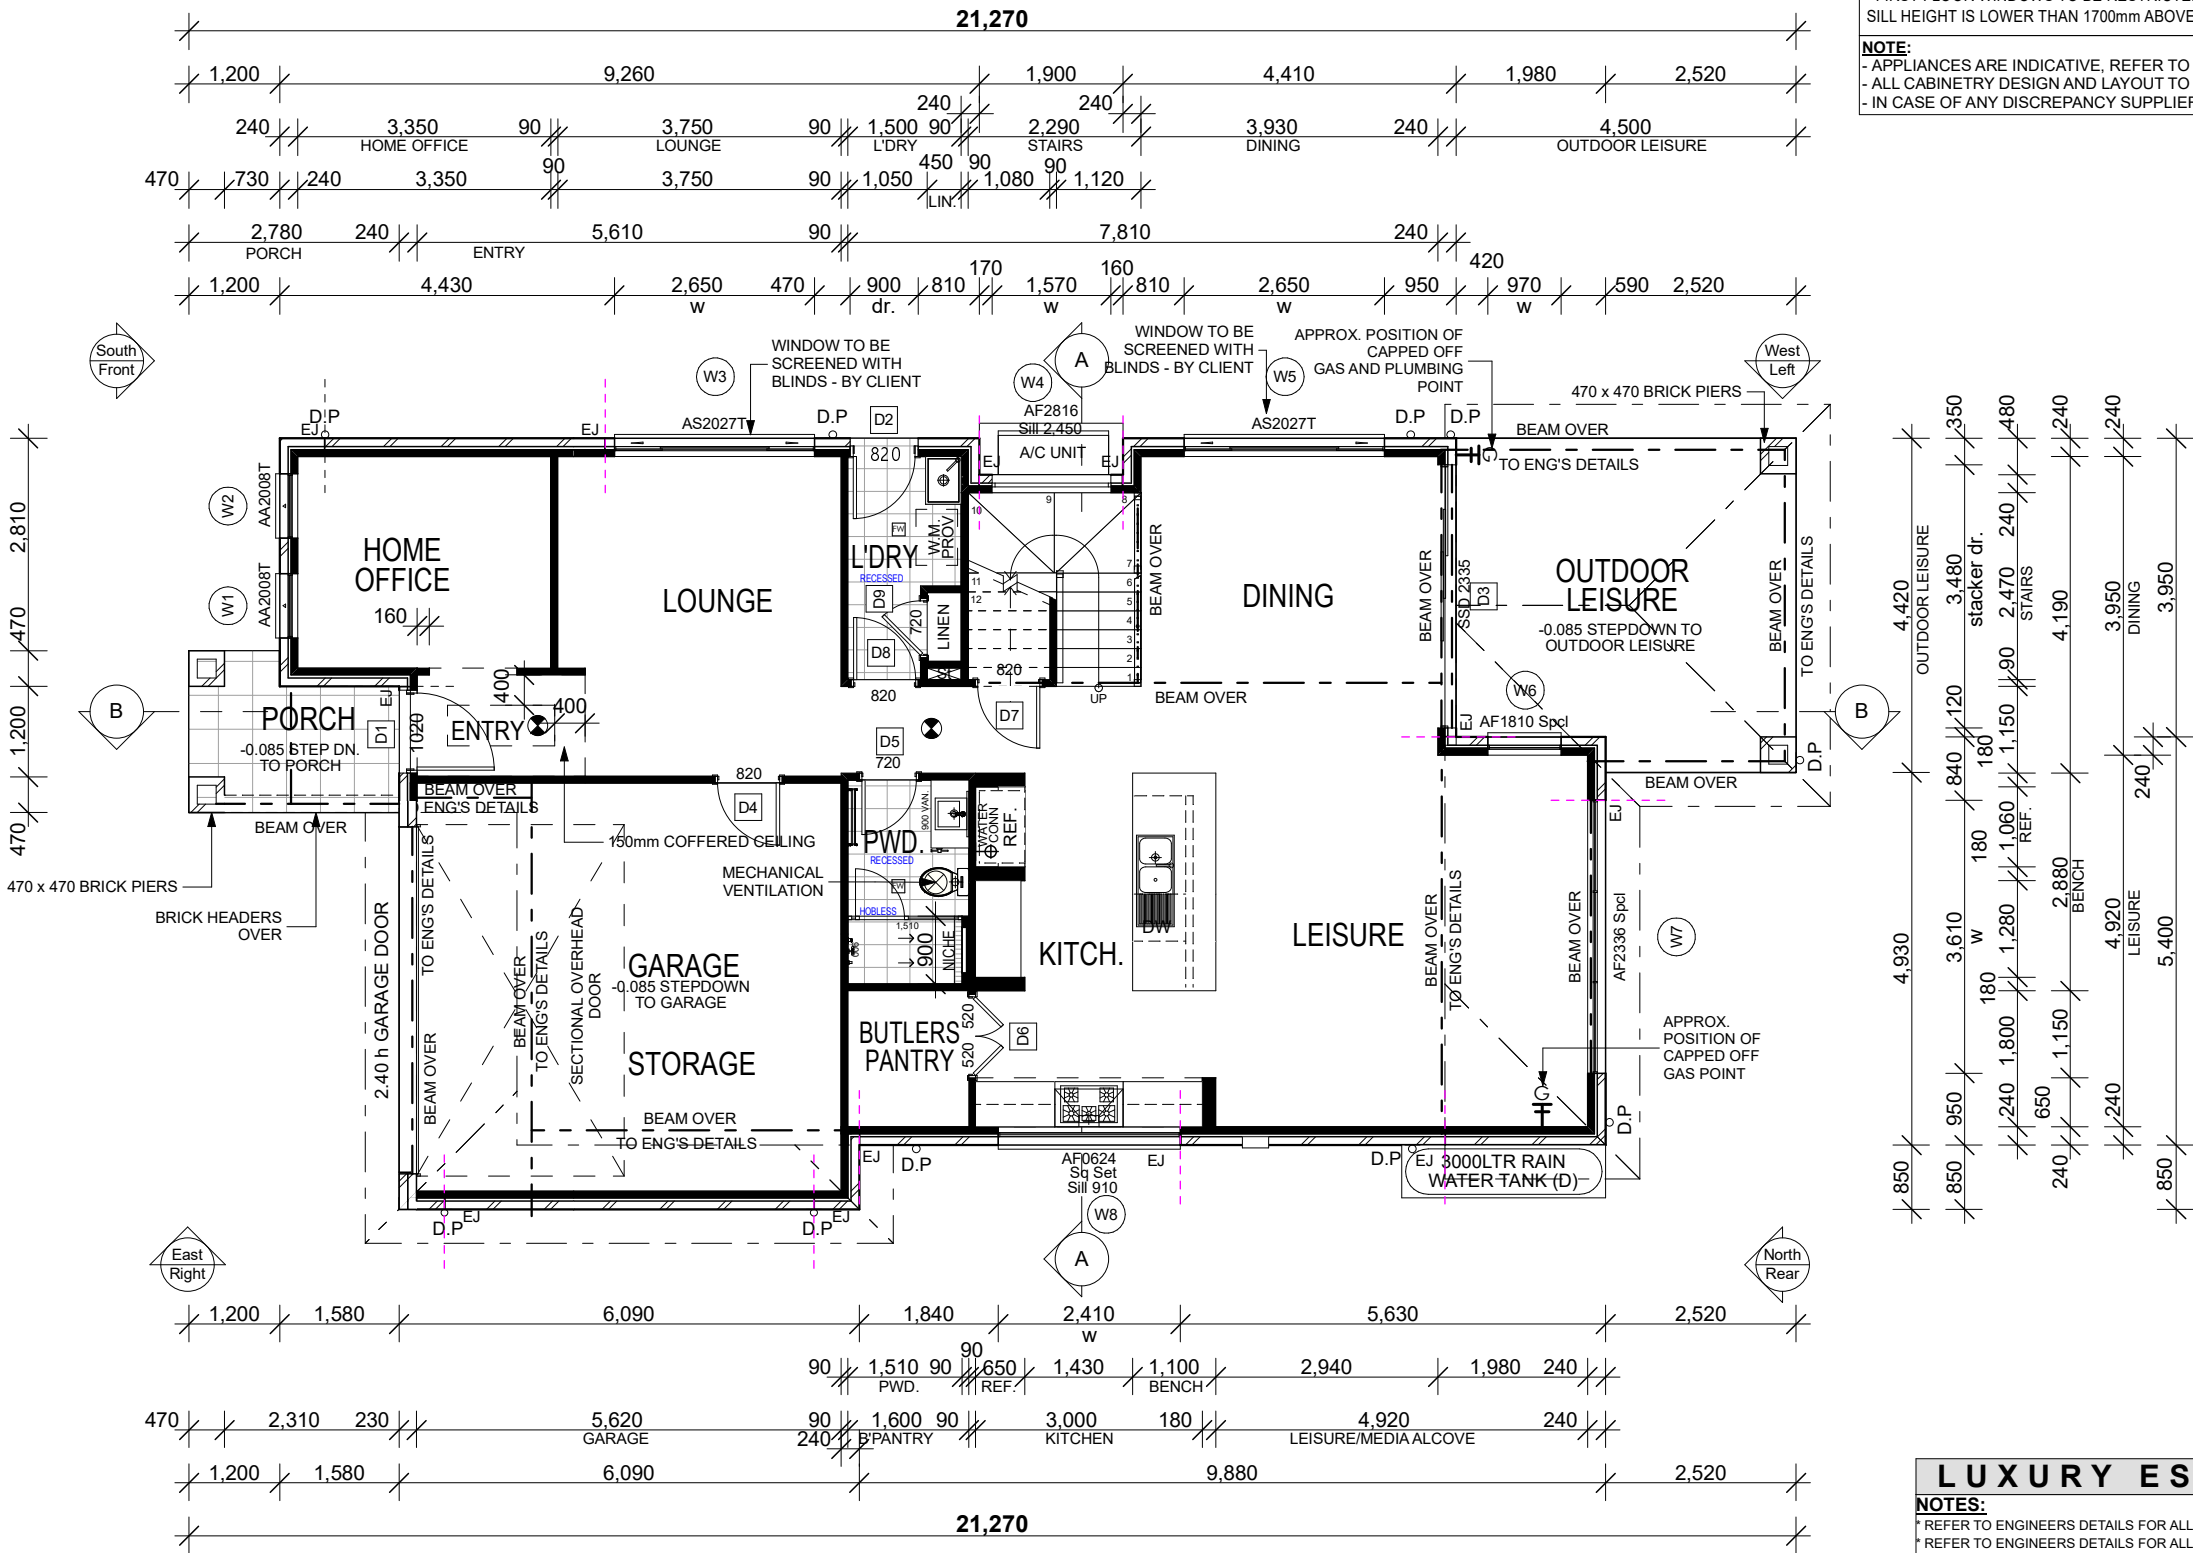 21,270
SILL HEIGHT IS LOWER THAN 1700mm ABOVE
NOTE:
- APPLIANCES ARE INDICATIVE, REFER TO
- ALL CABINETRY DESIGN AND LAYOUT TO
- IN CASE OF ANY DISCREPANCY SUPPLIER
1,200 9,260 1,900 4,410 1,980 2,520
240 240
240 3,350 90 3,750 90 1,500 90 2,290 3,930 240 4,500
HOME OFFICE LOUNGE L'DRY STAIRS DINING OUTDOOR LEISURE
90 450 90 90
470 730 240 3,350 3,750 90 1,050 1,080 1,120
LIN.
2,780 240 5,610 90 7,810 240
PORCH ENTRY
170 160 420
1,200 4,430 2,650 470 900 810 1,570 810 2,650 950 970 590 2,520
w dr. w w w
South
Front
W3
WINDOW TO BE
SCREENED WITH
BLINDS - BY CLIENT
W4
A
WINDOW TO BE
SCREENED WITH
BLINDS - BY CLIENT
W5
APPROX. POSITION OF
CAPPED OFF
GAS AND PLUMBING
POINT
West
Left
470 x 470 BRICK PIERS
D.P
EJ
EJ
AS2027T
D.P
D2
AF2816
Sill 2,450
A/C UNIT
EJ
EJ
AS2027T
D.P
D.P
BEAM OVER
TO ENG'S DETAILS
G
W2
AA2008T
W1
AA2008T
HOME
OFFICE
160
LOUNGE
820
FW
W.M.
PROV
L'DRY
RECESSED
D9
720
LINEN
D8
820
9
8
10
7
11
6
12
5
4
3
2
1
820
UP
D7
BEAM OVER
DINING
BEAM OVER
BEAM OVER
SSD 2335
D3
OUTDOOR
LEISURE
-0.085 STEPDOWN TO
OUTDOOR LEISURE
BEAM OVER
TO ENG'S DETAILS
W6
AF1810 Spcl
EJ
B
B
PORCH
-0.085 STEP DN.
TO PORCH
D1
EJ
1020
ENTRY
400
400
D5
720
820
D4
BEAM OVER
ENG'S DETAILS
BEAM OVER
150mm COFFERED CEILING
470 x 470 BRICK PIERS
BRICK HEADERS
OVER
MECHANICAL
VENTILATION
PWD.
RECESSED
900 VAN.
FW
HOBLESS
1,510
900
900
NICHE
WATER
CONN
REF.
DW
KITCH.
LEISURE
BEAM OVER
TO ENG'S DETAILS
BEAM OVER
AF2336 Spcl
W7
EJ
D.P
BEAM OVER
2.40 h GARAGE DOOR
TO ENG'S DETAILS
BEAM OVER
BEAM OVER
TO ENG'S DETAILS
SECTIONAL OVERHEAD
DOOR
GARAGE
-0.085 STEPDOWN
TO GARAGE
STORAGE
BEAM OVER
TO ENG'S DETAILS
BUTLERS
PANTRY
520
520
D6
APPROX.
POSITION OF
CAPPED OFF
GAS POINT
G
D.P
EJ
D.P
AF0624
Sq Set
Sill 910
EJ
W8
A
D.P
EJ
3000LTR RAIN
WATER TANK (D)
D.P
EJ
D.P
EJ
East
Right
North
Rear
2,810
470
1,200
470
4,420
OUTDOOR LEISURE
4,930
850
350
3,480
stacker dr.
120
840
180
180
3,610
w
180
950
850
480
240
2,470
STAIRS
90
1,150
1,060
REF.
1,280
1,800
240
240
4,190
2,880
BENCH
1,150
650
240
240
3,950
DINING
240
4,920
LEISURE
240
3,950
5,400
850
1,200 1,580 6,090 1,840 2,410 5,630 2,520
w
90
90 1,510 90 650 1,430 1,100 2,940 1,980 240
PWD. REF. BENCH
470 2,310 230 5,620 90 1,600 90 3,000 180 4,920 240
GARAGE 240 B'PANTRY KITCHEN LEISURE/MEDIA ALCOVE
1,200 1,580 6,090 9,880 2,520
21,270
LUXURY ES
NOTES:
* REFER TO ENGINEERS DETAILS FOR ALL
* REFER TO ENGINEERS DETAILS FOR ALL